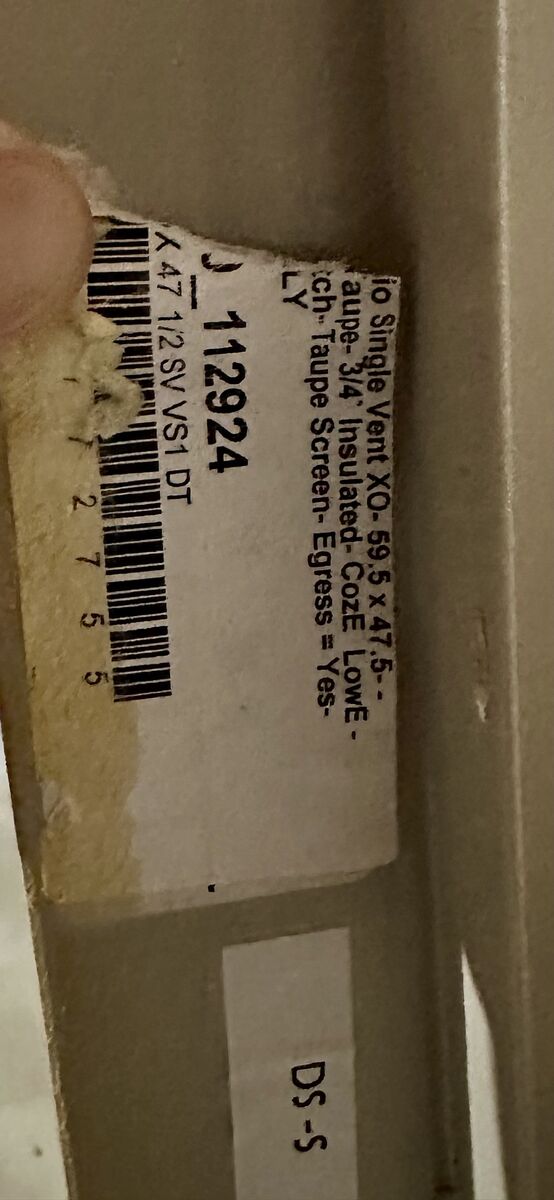 io Single Vent XO- 59.5 x 47.5- -
aupe- 3/4" Insulated- CozE LowE -
tch- Taupe Screen- Egress = Yes-
LY
112924
X 47 1/2 SV VS1 DT
7 2 7 5 5
DS-S